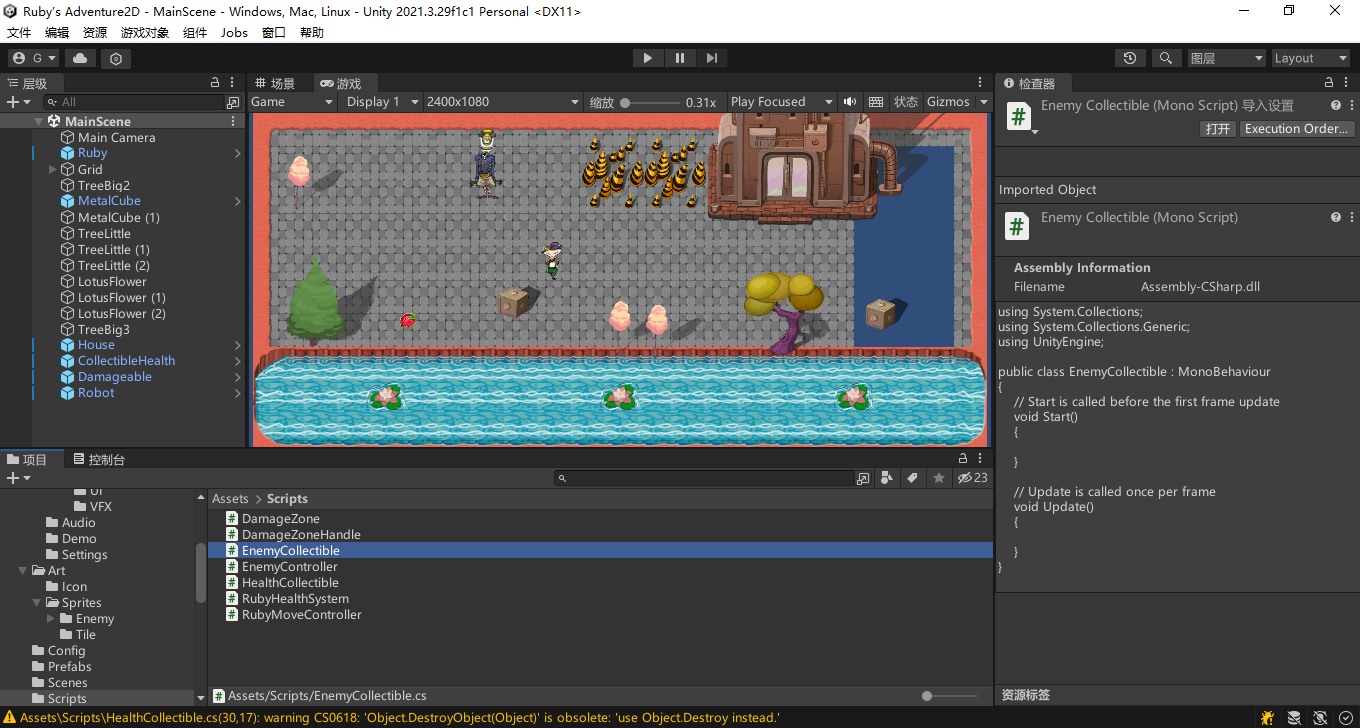 Ruby's Adventure2D - MainScene - Windows, Mac, Linux - Unity 2021.3.29f1c1 Personal <DX11>
文件 编辑 资源 游戏对象 组件 Jobs 窗口 帮助
G 图层 Layout
层级
All
MainScene
Main Camera
Ruby
Grid
TreeBig2
MetalCube
MetalCube (1)
TreeLittle
TreeLittle (1)
TreeLittle (2)
LotusFlower
LotusFlower (1)
LotusFlower (2)
TreeBig3
House
CollectibleHealth
Damageable
Robot
场景 游戏
Game Display 1 2400x1080 缩放 0.31x Play Focused 状态 Gizmos
检查器
Enemy Collectible (Mono Script) 导入设置
打开 Execution Order...
Imported Object
Enemy Collectible (Mono Script)
Assembly Information
Filename Assembly-CSharp.dll
using System.Collections;
using System.Collections.Generic;
using UnityEngine;
public class EnemyCollectible : MonoBehaviour
{
// Start is called before the first frame update
void Start()
{
}
// Update is called once per frame
void Update()
{
}
}
资源标签
项目 控制台
23
UI
VFX
Audio
Demo
Settings
Art
Icon
Sprites
Enemy
Tile
Config
Prefabs
Scenes
Scripts
Assets > Scripts
DamageZone
DamageZoneHandle
EnemyCollectible
EnemyController
HealthCollectible
RubyHealthSystem
RubyMoveController
Assets/Scripts/EnemyCollectible.cs
Assets\Scripts\HealthCollectible.cs(30,17): warning CS0618: 'Object.DestroyObject(Object)' is obsolete: 'use Object.Destroy instead.'